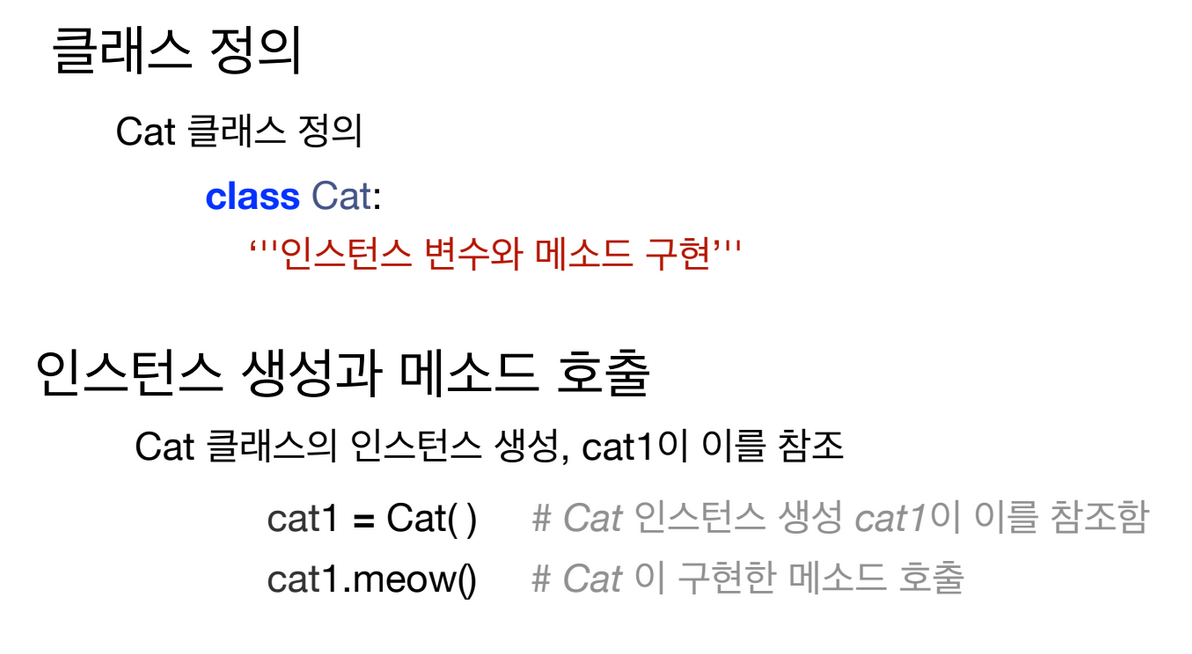 클래스 정의
Cat 클래스 정의
class Cat:
‘''인스턴스 변수와 메소드 구현’''
인스턴스 생성과 메소드 호출
Cat 클래스의 인스턴스 생성, cat1이 이를 참조
cat1 = Cat( ) # Cat 인스턴스 생성 cat1이 이를 참조함
cat1.meow() # Cat 이 구현한 메소드 호출